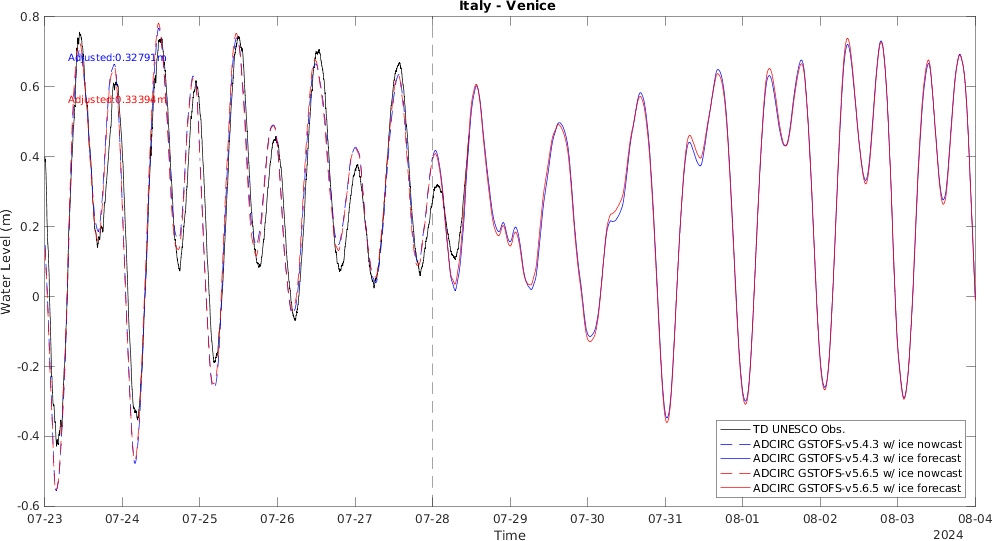 Italy - Venice
0.8
0.6
0.4
0.2
0
-0.2
-0.4
-0.6
Water Level (m)
Adjusted:0.32791m
Adjusted:0.33394m
TD UNESCO Obs.
ADCIRC GSTOFS-v5.4.3 w/ ice nowcast
ADCIRC GSTOFS-v5.4.3 w/ ice forecast
ADCIRC GSTOFS-v5.6.5 w/ ice nowcast
ADCIRC GSTOFS-v5.6.5 w/ ice forecast
07-23 07-24 07-25 07-26 07-27 07-28 07-29 07-30 07-31 08-01 08-02 08-03 08-04
Time
2024